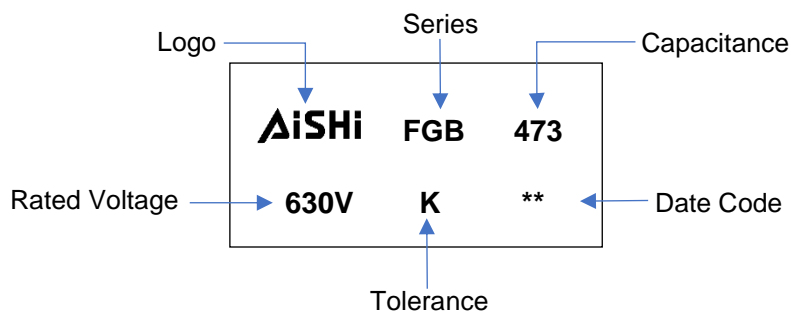 Series
Logo
Capacitance
AiSHi FGB 473
Rated Voltage
630V K **
Date Code
Tolerance